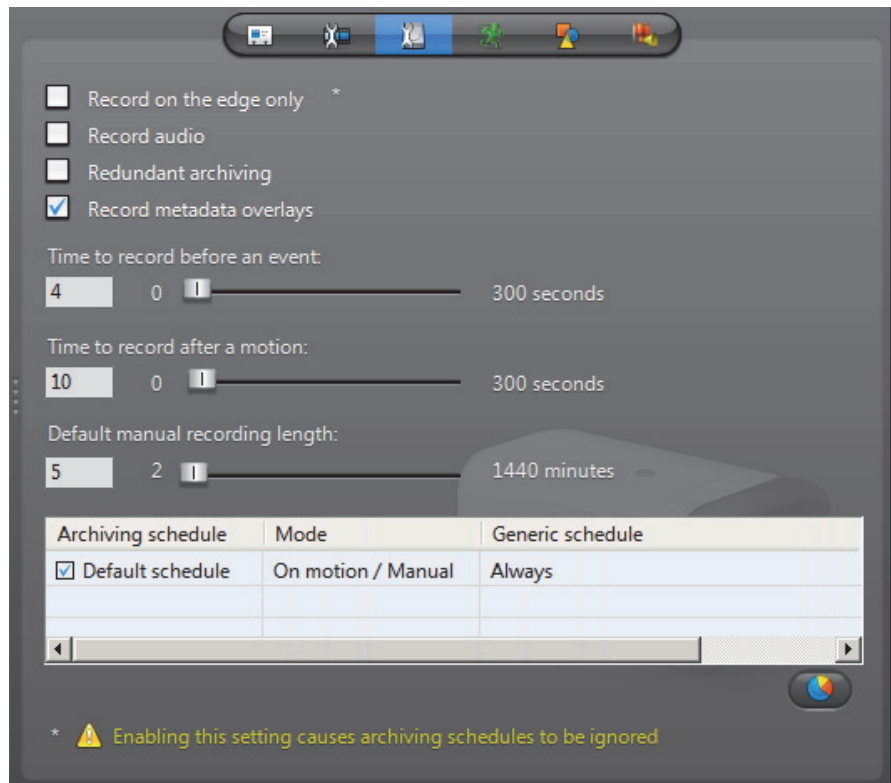 Record on the edge only *
Record audio
Redundant archiving
Record metadata overlays
Time to record before an event:
4 0 300 seconds
Time to record after a motion:
10 0 300 seconds
Default manual recording length:
5 2 1440 minutes
Archiving schedule Mode Generic schedule
Default schedule On motion / Manual Always
* Enabling this setting causes archiving schedules to be ignored